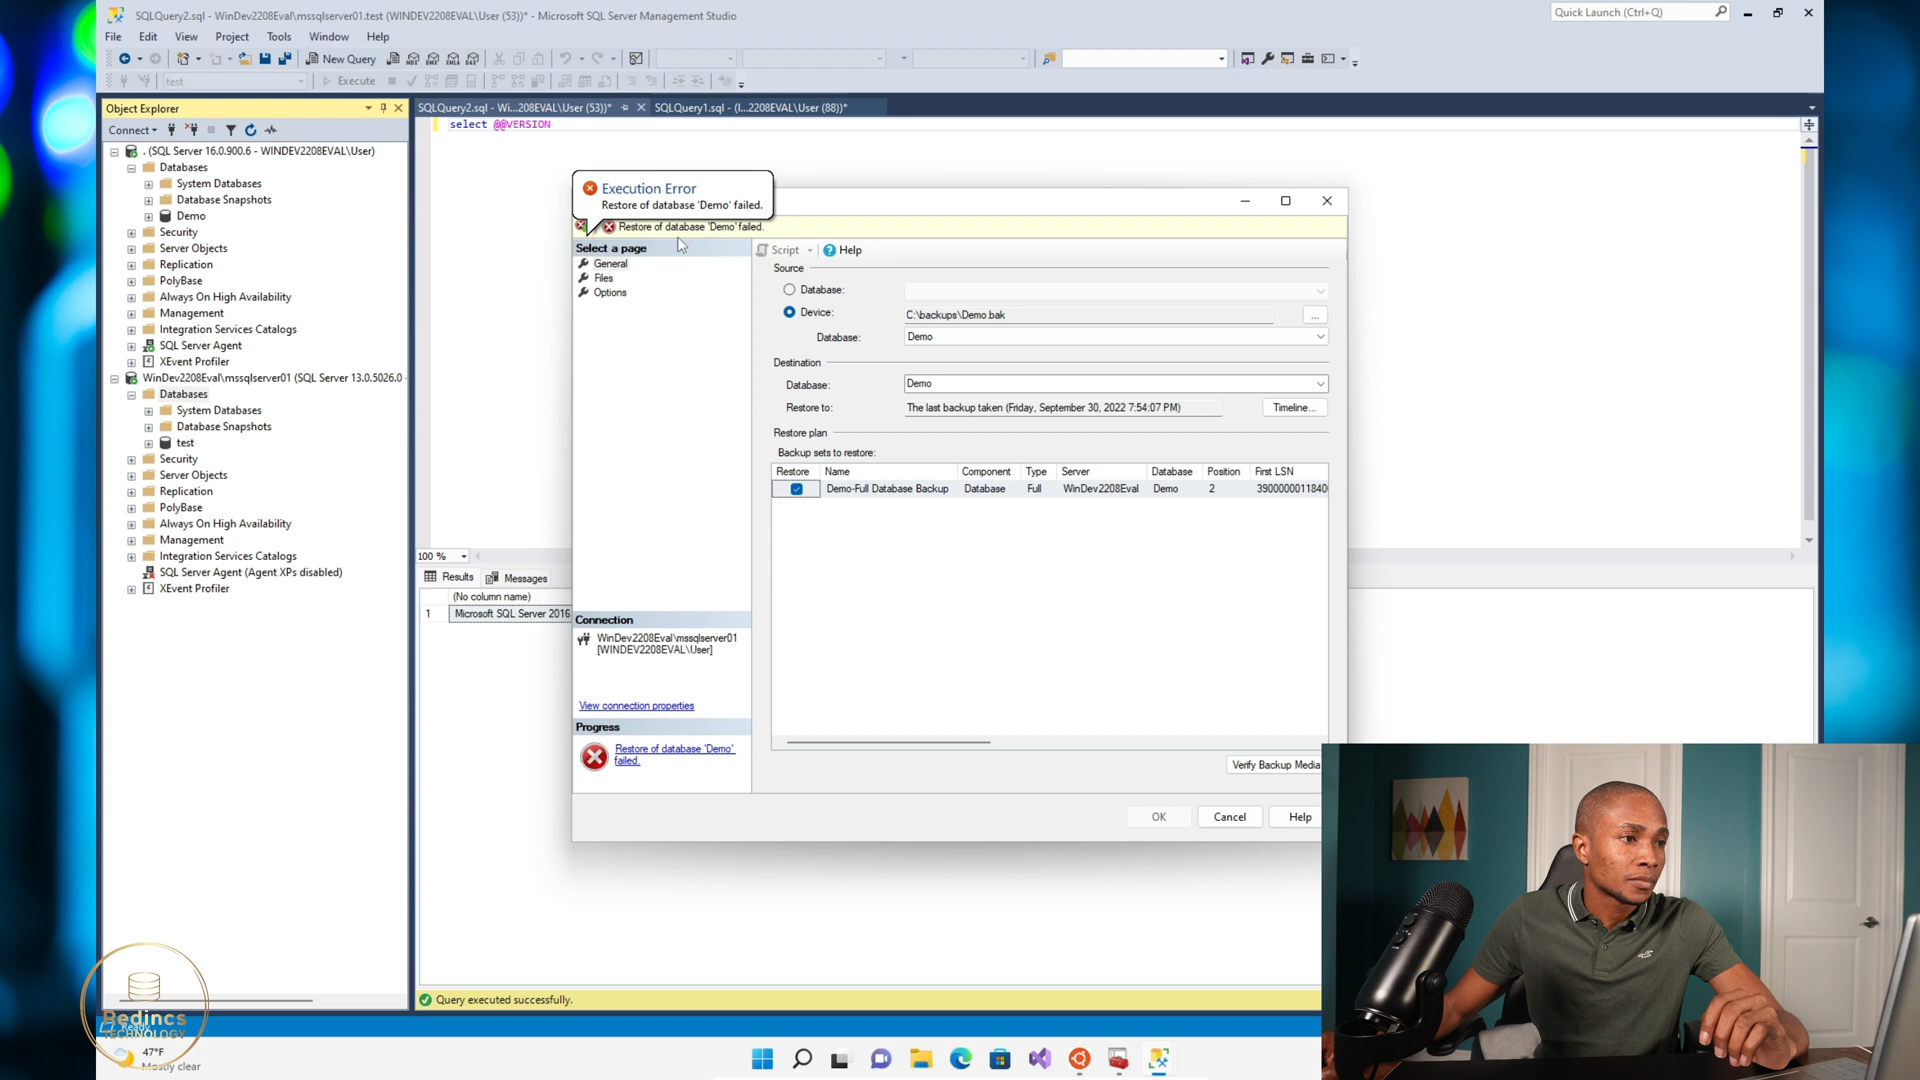 SQLQuery2.sql - WinDev2208Eval\mssqlserver01.test (WINDEV2208EVAL\User (53))* - Microsoft SQL Server Management Studio
Quick Launch (Ctrl+Q)
File Edit View Project Tools Window Help
New Query
test
Execute
Object Explorer
SQLQuery2.sql - Wi...208EVAL\User (53))*
SQLQuery1.sql - (l...2208EVAL\User (88))*
Connect
select @@VERSION
. (SQL Server 16.0.900.6 - WINDEV2208EVAL\User)
Databases
System Databases
Database Snapshots
Demo
Security
Server Objects
Replication
PolyBase
Always On High Availability
Management
Integration Services Catalogs
SQL Server Agent
XEvent Profiler
WinDev2208Eval\mssqlserver01 (SQL Server 13.0.5026.0 -
Databases
System Databases
Database Snapshots
test
Security
Server Objects
Replication
PolyBase
Always On High Availability
Management
Integration Services Catalogs
SQL Server Agent (Agent XPs disabled)
XEvent Profiler
Execution Error
Restore of database 'Demo' failed.
Restore of database 'Demo' failed.
Select a page
General
Files
Options
Script
Help
Source
Database:
Device:
C:\backups\Demo.bak
...
Database:
Demo
Destination
Database:
Demo
Restore to:
The last backup taken (Friday, September 30, 2022 7:54:07 PM)
Timeline...
Restore plan
Backup sets to restore:
Restore Name Component Type Server Database Position First LSN
Demo-Full Database Backup Database Full WinDev2208Eval Demo 2 39000000118400
Connection
WinDev2208Eval\mssqlserver01
[WINDEV2208EVAL\User]
View connection properties
Progress
Restore of database 'Demo'
failed.
Verify Backup Media
OK
Cancel
Help
100 %
Results
Messages
(No column name)
1 Microsoft SQL Server 2016
Query executed successfully.
Ready
Redincs
TECHNOLOGY
47°F
Mostly clear